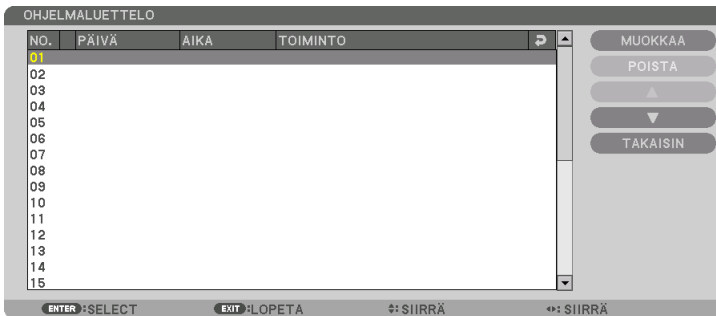 OHJELMALUETTELO
NO. PÄIVÄ AIKA TOIMINTO
01
02
03
04
05
06
07
08
09
10
11
12
13
14
15
MUOKKAA
POISTA
▲
▼
TAKAISIN
ENTER:SELECT EXIT:LOPETA :SIIRRÄ :SIIRRÄ